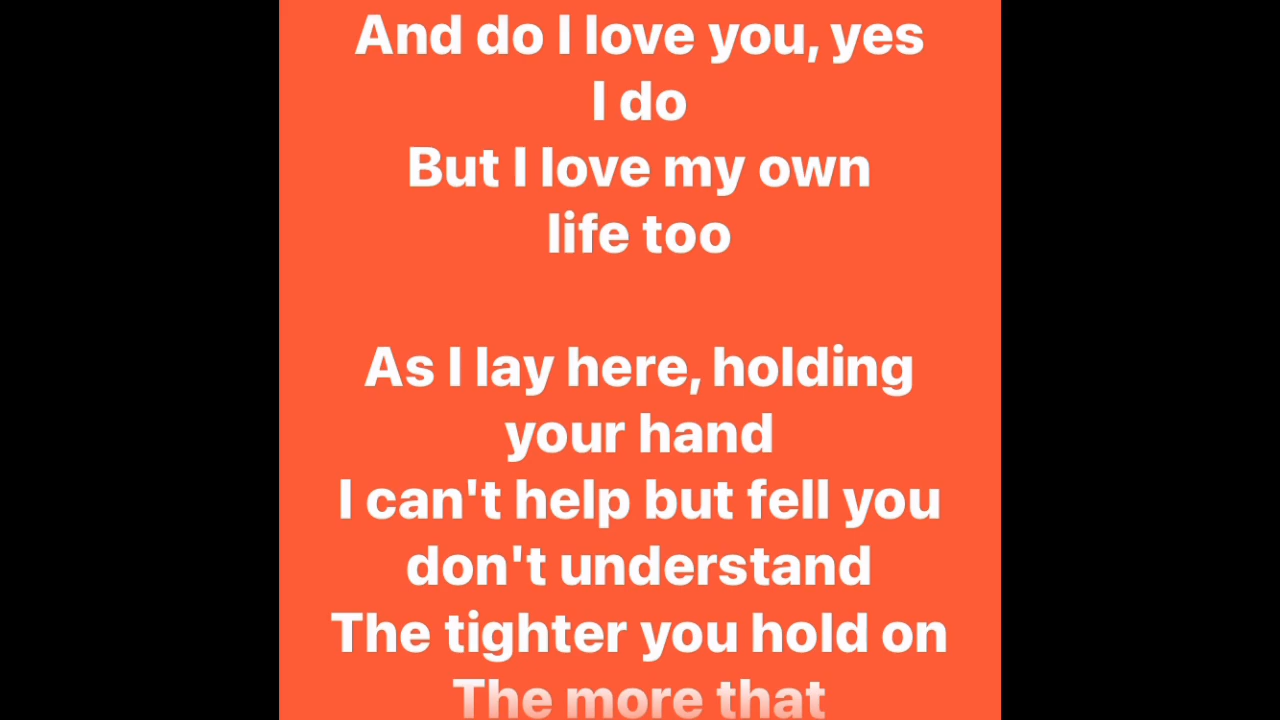 And do I love you, yes
I do
But I love my own
life too
As I lay here, holding
your hand
I can't help but fell you
don't understand
The tighter you hold on
The more that